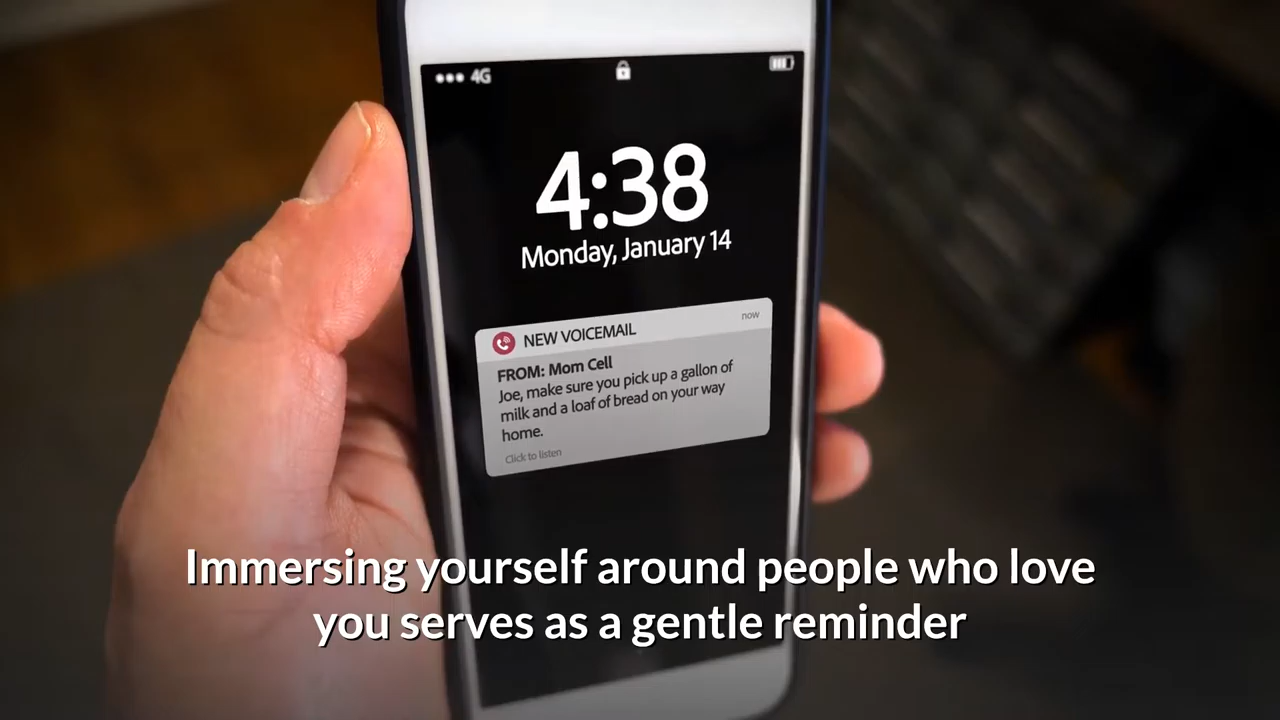 4G
4:38
Monday, January 14
NEW VOICEMAIL
now
FROM: Mom Cell
Joe, make sure you pick up a gallon of
milk and a loaf of bread on your way
home.
Click to listen
Immersing yourself around people who love
you serves as a gentle reminder